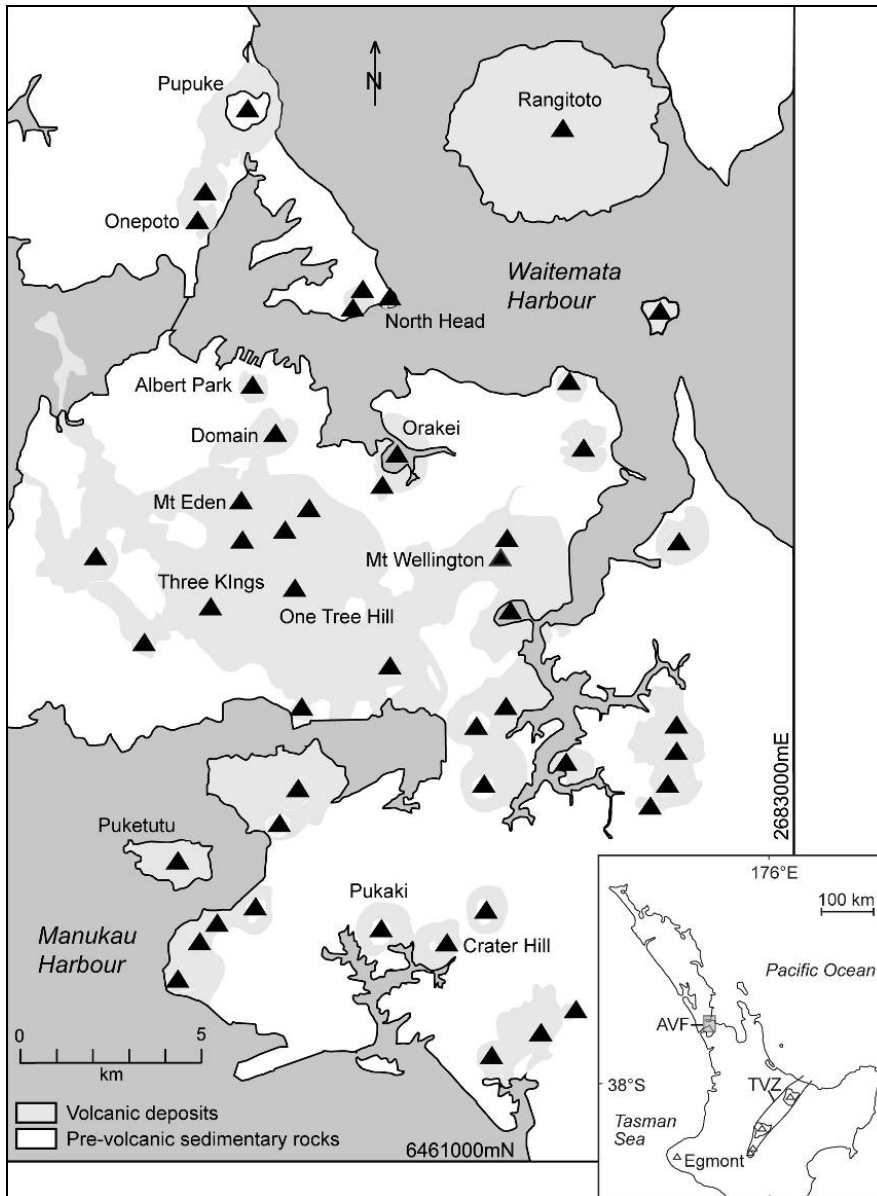 Pupuke
N
Rangitoto
Onepoto
Waitemata
Harbour
North Head
Albert Park
Orakei
Domain
Mt Eden
Mt Wellington
Three KIngs
One Tree Hill
2683000mE
Puketutu
Pukaki
Manukau
Harbour
Crater Hill
0 5
km
Volcanic deposits
Pre-volcanic sedimentary rocks
6461000mN
176°E
100 km
Pacific Ocean
AVF
38°S
TVZ
Tasman
Sea
Egmont